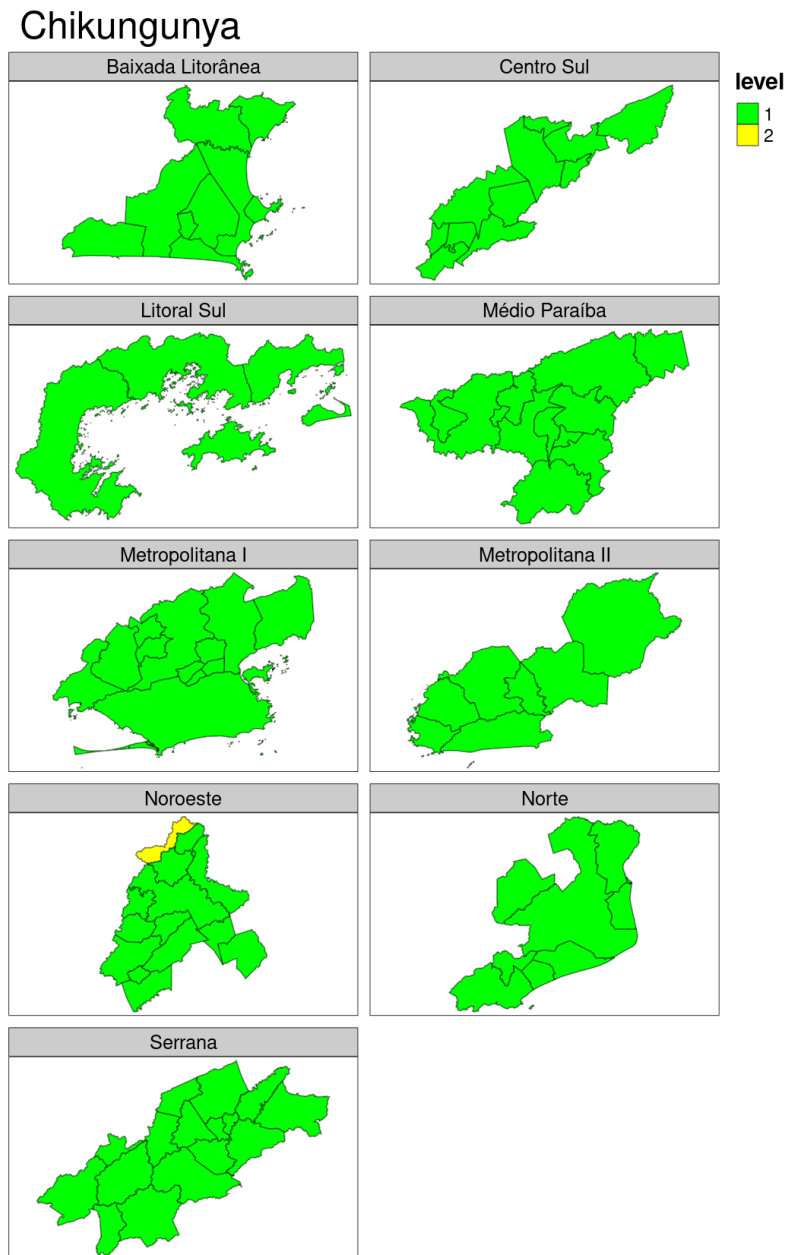 Chikungunya
Baixada Litorânea
Centro Sul
level
1
2
Litoral Sul
Médio Paraíba
Metropolitana I
Metropolitana II
Noroeste
Norte
Serrana